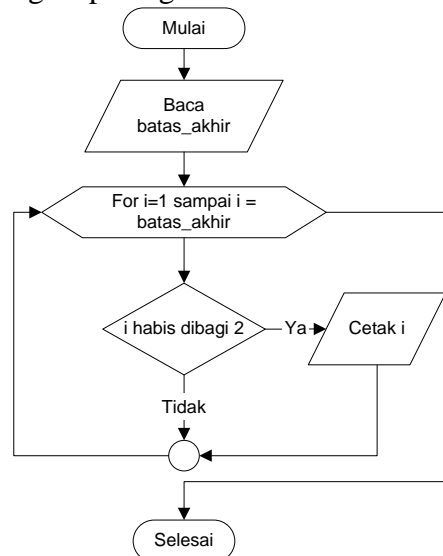 Mulai
Baca
batas_akhir
For i=1 sampai i =
batas_akhir
i habis dibagi 2
Ya
Cetak i
Tidak
Selesai